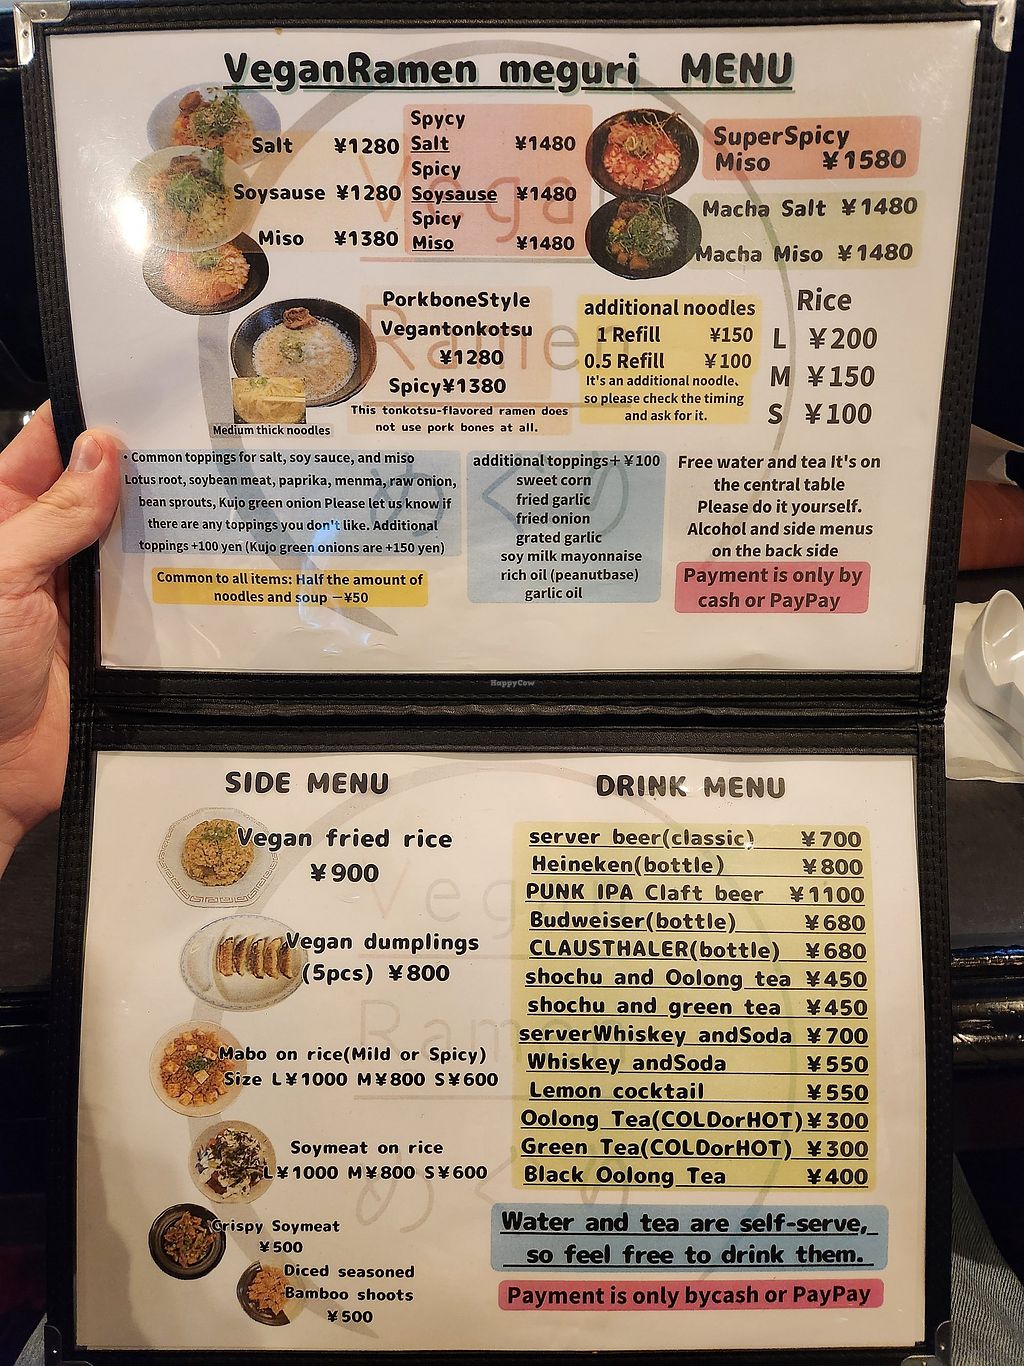 VeganRamen meguri MENU
Salt ¥1280
Soysause ¥1280
Miso ¥1380
Spycy
Salt ¥1480
Spicy
Soysause ¥1480
Spicy
Miso ¥1480
SuperSpicy
Miso ¥1580
Macha Salt ¥1480
Macha Miso ¥1480
PorkboneStyle
Vegantonkotsu
¥1280
Spicy¥1380
This tonkotsu-flavored ramen does
not use pork bones at all.
Medium thick noodles
additional noodles
1 Refill ¥150
0.5 Refill ¥100
It's an additional noodle、
so please check the timing
and ask for it.
Rice
L ¥200
M ¥150
S ¥100
・Common toppings for salt, soy sauce, and miso
Lotus root, soybean meat, paprika, menma, raw onion,
bean sprouts, Kujo green onion Please let us know if
there are any toppings you don't like. Additional
toppings +100 yen (Kujo green onions are +150 yen)
Common to all items: Half the amount of
noodles and soup －¥50
additional toppings＋¥100
sweet corn
fried garlic
fried onion
grated garlic
soy milk mayonnaise
rich oil (peanutbase)
garlic oil
Free water and tea It's on
the central table
Please do it yourself.
Alcohol and side menus
on the back side
Payment is only by
cash or PayPay
Vegan
Ramen
めぐり
HappyCow
SIDE MENU
Vegan fried rice
¥900
Vegan dumplings
(5pcs) ¥800
Mabo on rice(Mild or Spicy)
Size L¥1000 M¥800 S¥600
Soymeat on rice
L¥1000 M¥800 S¥600
Crispy Soymeat
¥500
Diced seasoned
Bamboo shoots
¥500
DRINK MENU
server beer(classic) ¥700
Heineken(bottle) ¥800
PUNK IPA Claft beer ¥1100
Budweiser(bottle) ¥680
CLAUSTHALER(bottle) ¥680
shochu and Oolong tea ¥450
shochu and green tea ¥450
serverWhiskey andSoda ¥700
Whiskey andSoda ¥550
Lemon cocktail ¥550
Oolong Tea(COLDorHOT) ¥300
Green Tea(COLDorHOT) ¥300
Black Oolong Tea ¥400
Water and tea are self-serve,
so feel free to drink them.
Payment is only bycash or PayPay
Vegan
Ramen
めぐり